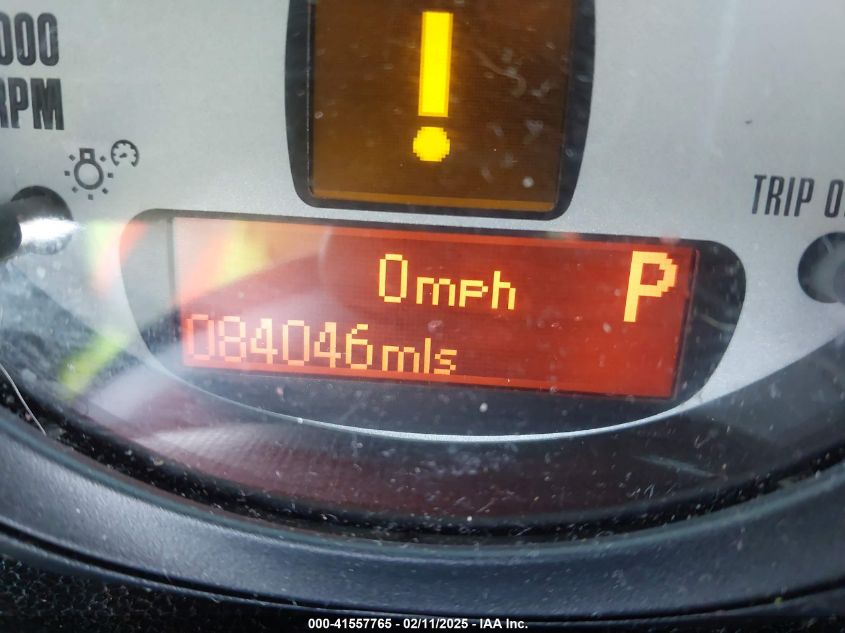 000
RPM
!
TRIP
0mph
P
084046mls
000-41557765 - 02/11/2025 - IAA Inc.